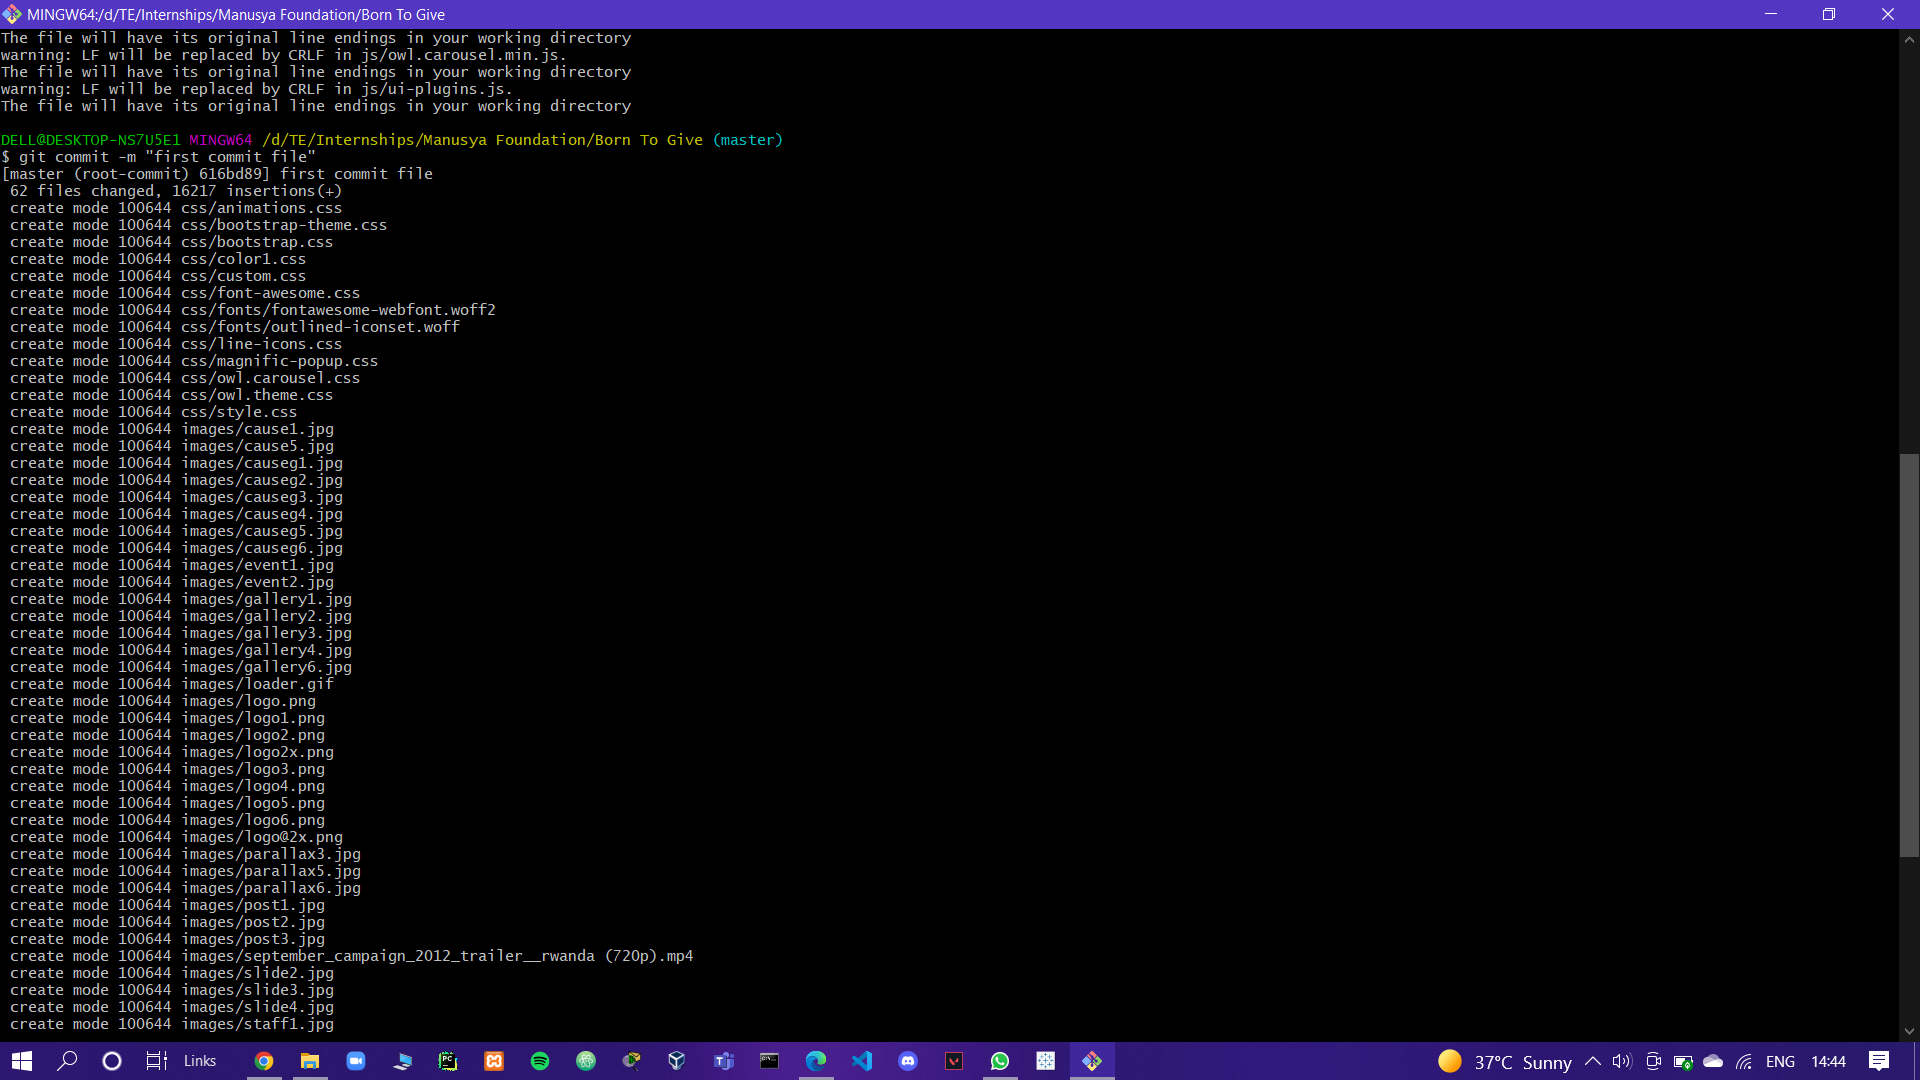 MINGW64:/d/TE/Internships/Manusya Foundation/Born To Give
The file will have its original line endings in your working directory
warning: LF will be replaced by CRLF in js/owl.carousel.min.js.
The file will have its original line endings in your working directory
warning: LF will be replaced by CRLF in js/ui-plugins.js.
The file will have its original line endings in your working directory
DELL@DESKTOP-NS7U5E1 MINGW64 /d/TE/Internships/Manusya Foundation/Born To Give (master)
$ git commit -m "first commit file"
[master (root-commit) 616bd89] first commit file
62 files changed, 16217 insertions(+)
create mode 100644 css/animations.css
create mode 100644 css/bootstrap-theme.css
create mode 100644 css/bootstrap.css
create mode 100644 css/color1.css
create mode 100644 css/custom.css
create mode 100644 css/font-awesome.css
create mode 100644 css/fonts/fontawesome-webfont.woff2
create mode 100644 css/fonts/outlined-iconset.woff
create mode 100644 css/line-icons.css
create mode 100644 css/magnific-popup.css
create mode 100644 css/owl.carousel.css
create mode 100644 css/owl.theme.css
create mode 100644 css/style.css
create mode 100644 images/cause1.jpg
create mode 100644 images/cause5.jpg
create mode 100644 images/causeg1.jpg
create mode 100644 images/causeg2.jpg
create mode 100644 images/causeg3.jpg
create mode 100644 images/causeg4.jpg
create mode 100644 images/causeg5.jpg
create mode 100644 images/causeg6.jpg
create mode 100644 images/event1.jpg
create mode 100644 images/event2.jpg
create mode 100644 images/gallery1.jpg
create mode 100644 images/gallery2.jpg
create mode 100644 images/gallery3.jpg
create mode 100644 images/gallery4.jpg
create mode 100644 images/gallery6.jpg
create mode 100644 images/loader.gif
create mode 100644 images/logo.png
create mode 100644 images/logo1.png
create mode 100644 images/logo2.png
create mode 100644 images/logo2x.png
create mode 100644 images/logo3.png
create mode 100644 images/logo4.png
create mode 100644 images/logo5.png
create mode 100644 images/logo6.png
create mode 100644 images/logo@2x.png
create mode 100644 images/parallax3.jpg
create mode 100644 images/parallax5.jpg
create mode 100644 images/parallax6.jpg
create mode 100644 images/post1.jpg
create mode 100644 images/post2.jpg
create mode 100644 images/post3.jpg
create mode 100644 images/september_campaign_2012_trailer__rwanda (720p).mp4
create mode 100644 images/slide2.jpg
create mode 100644 images/slide3.jpg
create mode 100644 images/slide4.jpg
create mode 100644 images/staff1.jpg
Links
37°C Sunny
ENG
14:44